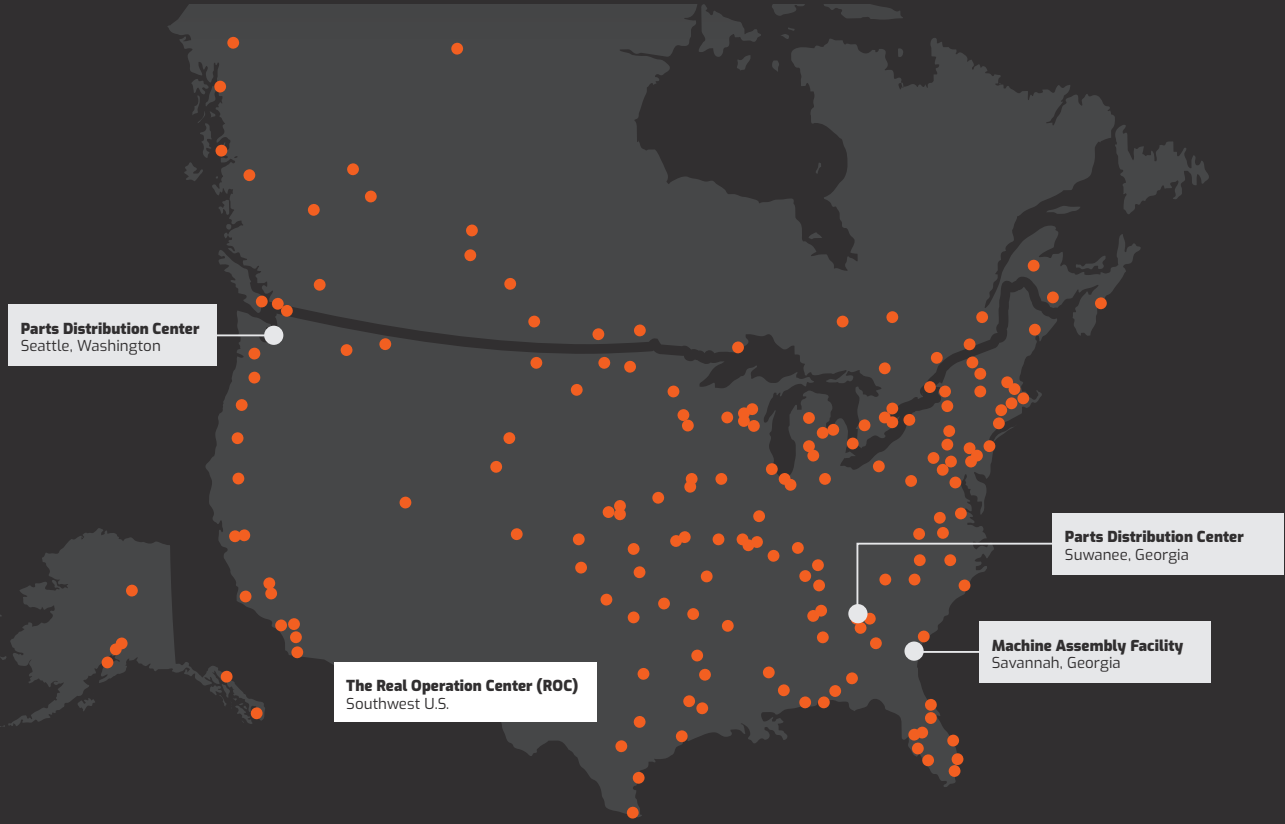 Parts Distribution Center
Seattle, Washington
Parts Distribution Center
Suwanee, Georgia
Machine Assembly Facility
Savannah, Georgia
The Real Operation Center (ROC)
Southwest U.S.